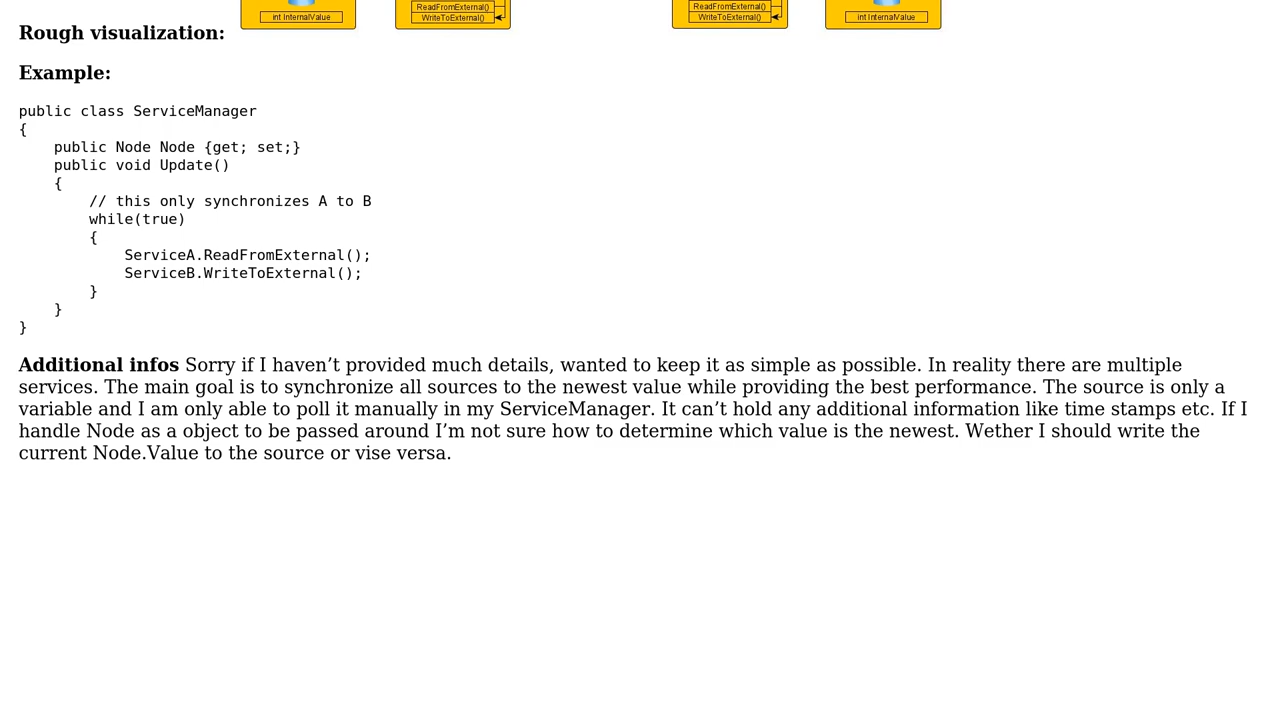 ReadFromExternal() ReadFromExternal()
int InternalValue WriteToExternal() WriteToExternal() int InternalValue
Rough visualization:
Example:
public class ServiceManager
{
    public Node Node {get; set;}
    public void Update()
    {
        // this only synchronizes A to B
        while(true)
        {
            ServiceA.ReadFromExternal();
            ServiceB.WriteToExternal();
        }
    }
}
Additional infos Sorry if I haven’t provided much details, wanted to keep it as simple as possible. In reality there are multiple
services. The main goal is to synchronize all sources to the newest value while providing the best performance. The source is only a
variable and I am only able to poll it manually in my ServiceManager. It can’t hold any additional information like time stamps etc. If I
handle Node as a object to be passed around I’m not sure how to determine which value is the newest. Wether I should write the
current Node.Value to the source or vise versa.